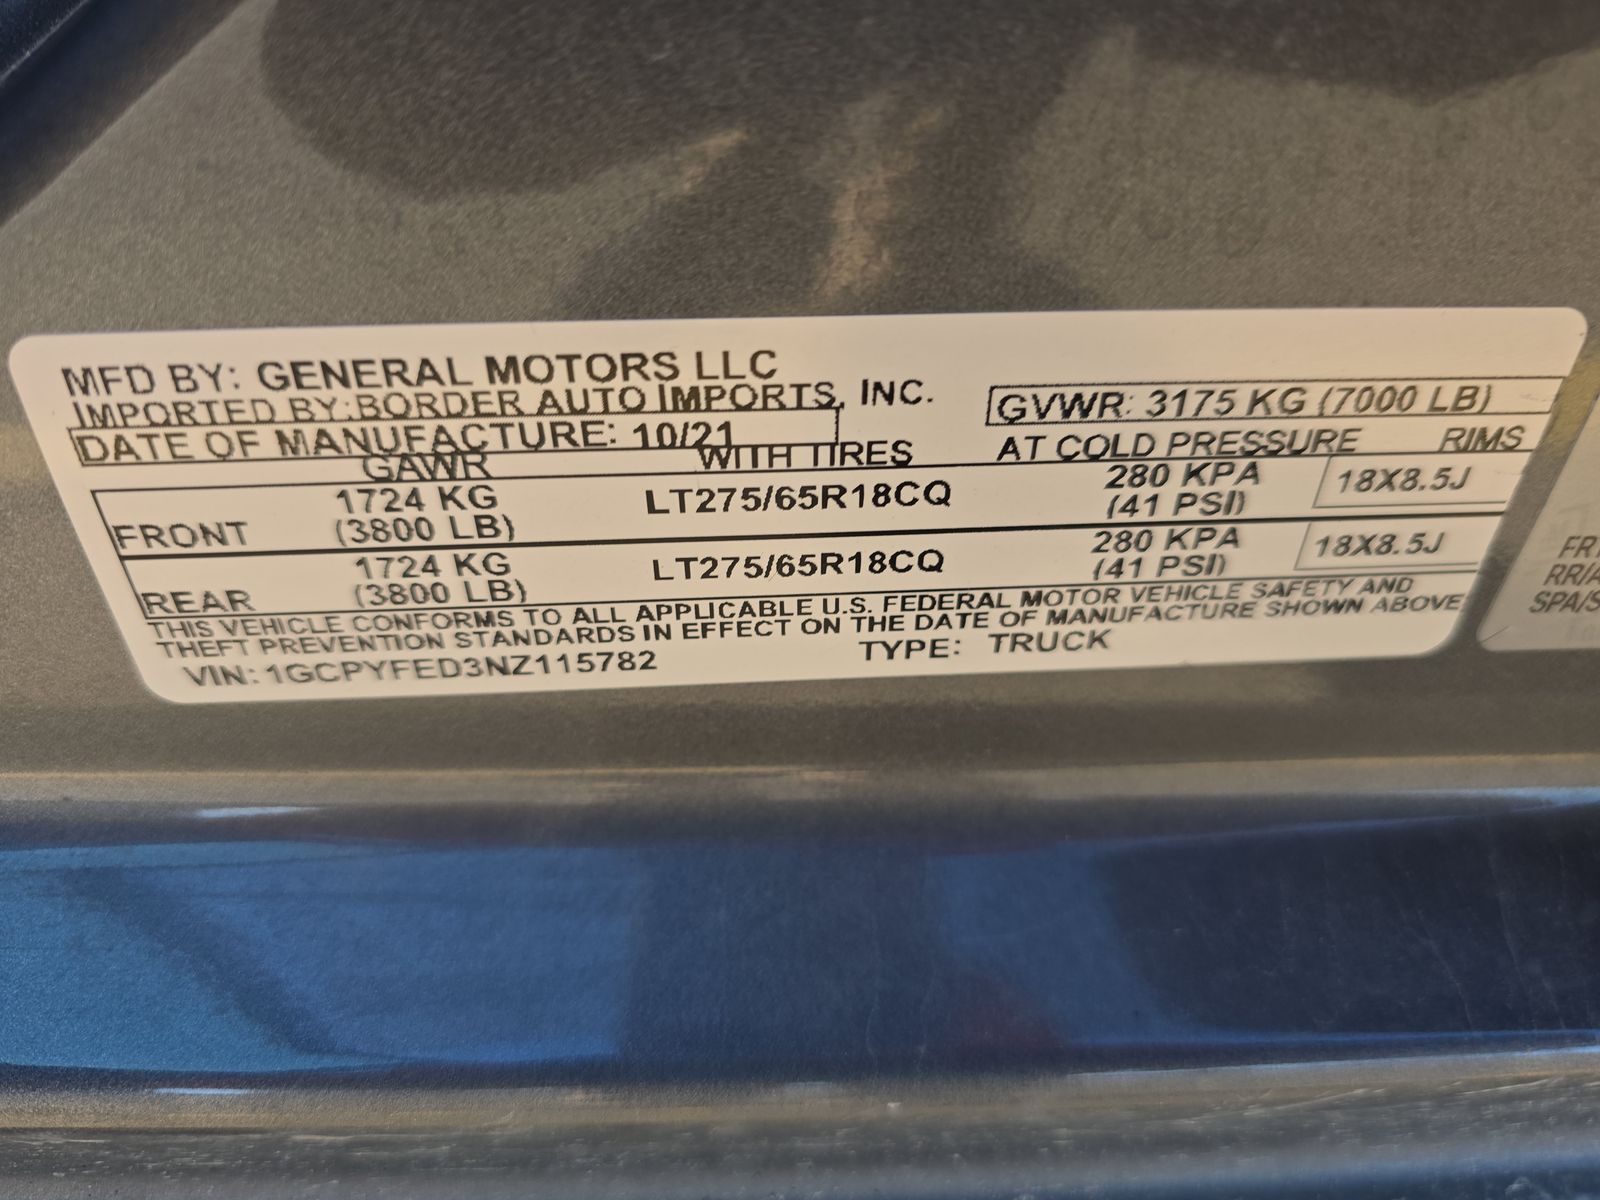 MFD BY: GENERAL MOTORS LLC
IMPORTED BY:BORDER AUTO IMPORTS, INC.
GVWR: 3175 KG (7000 LB)
DATE OF MANUFACTURE: 10/21
GAWR WITH TIRES AT COLD PRESSURE RIMS
FRONT 1724 KG (3800 LB) LT275/65R18CQ 280 KPA (41 PSI) 18X8.5J
REAR 1724 KG (3800 LB) LT275/65R18CQ 280 KPA (41 PSI) 18X8.5J
THIS VEHICLE CONFORMS TO ALL APPLICABLE U.S. FEDERAL MOTOR VEHICLE SAFETY AND
THEFT PREVENTION STANDARDS IN EFFECT ON THE DATE OF MANUFACTURE SHOWN ABOVE
VIN: 1GCPYFED3NZ115782 TYPE: TRUCK